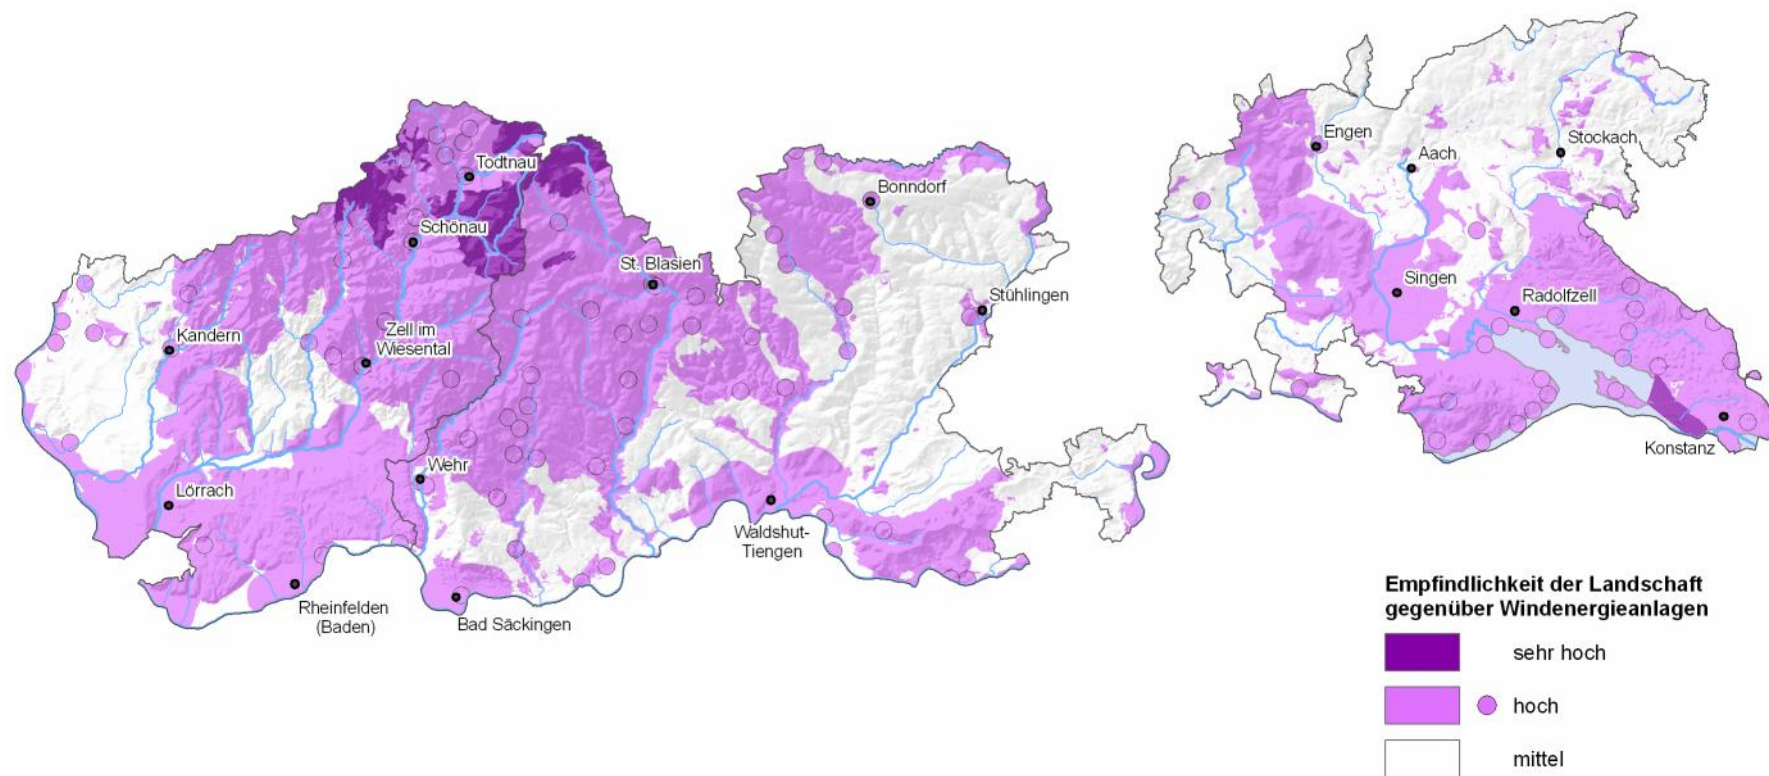 Engen
Aach
Stockach
Todtnau
Bonndorf
Schönau
St. Blasien
Singen
Radolfzell
Stühlingen
Kandern
Zell im
Wiesental
Konstanz
Wehr
Lörrach
Waldshut-
Tiengen
Rheinfelden
(Baden)
Bad Säckingen
Empfindlichkeit der Landschaft
gegenüber Windenergieanlagen
sehr hoch
hoch
mittel